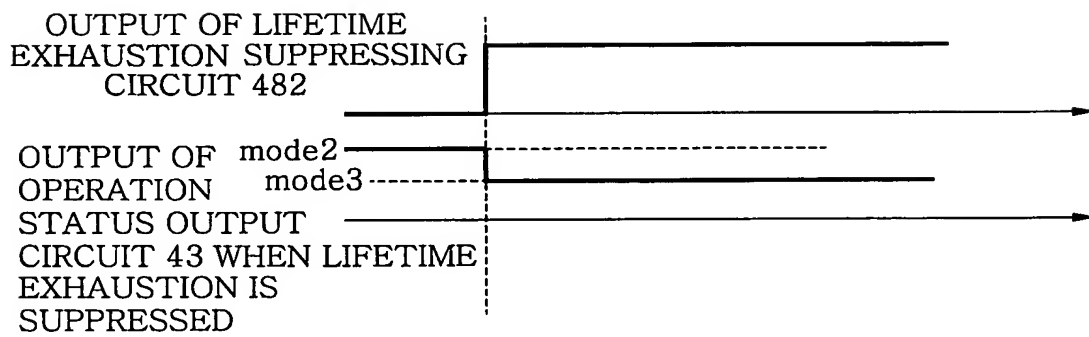 OUTPUT OF LIFETIME
EXHAUSTION SUPPRESSING
CIRCUIT 482
OUTPUT OF mode2
OPERATION mode3
STATUS OUTPUT
CIRCUIT 43 WHEN LIFETIME
EXHAUSTION IS
SUPPRESSED